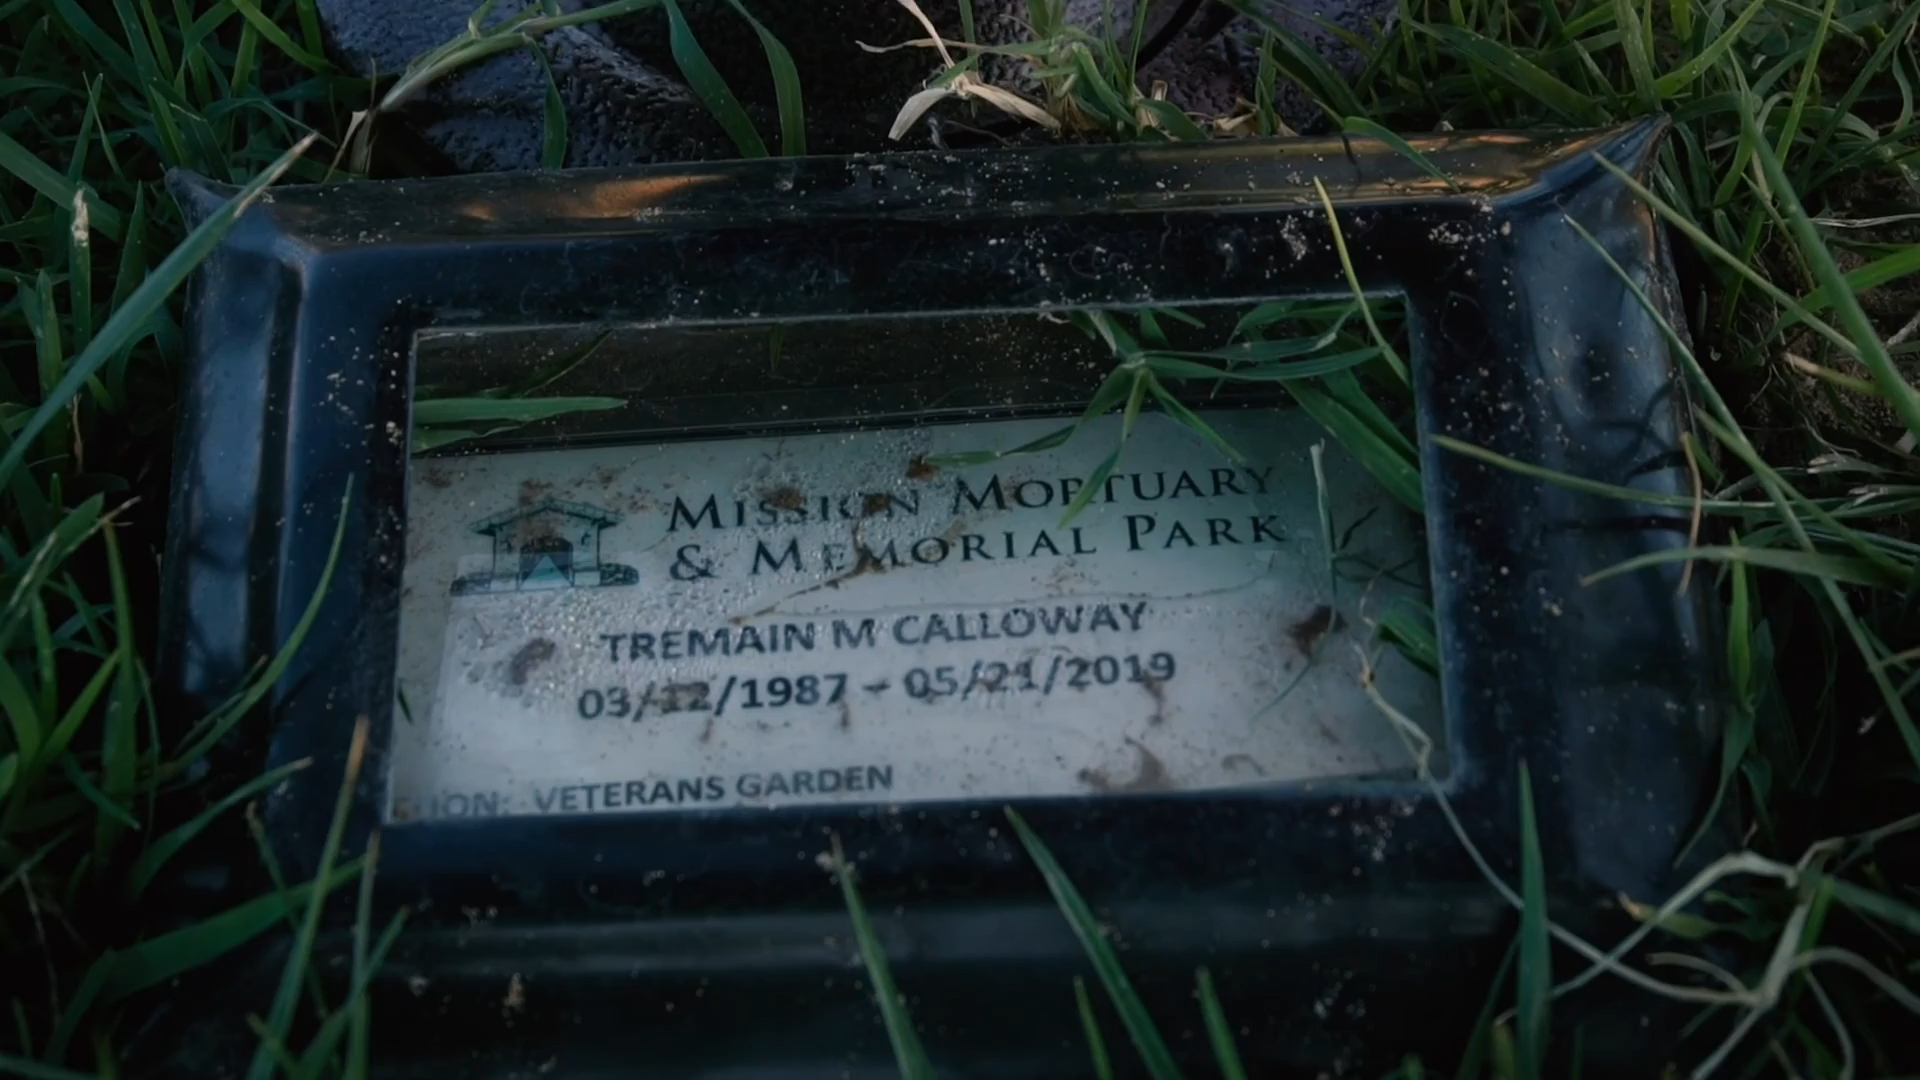 MISSION MORTUARY
& MEMORIAL PARK
TREMAIN M CALLOWAY
03/12/1987 - 05/21/2019
VETERANS GARDEN